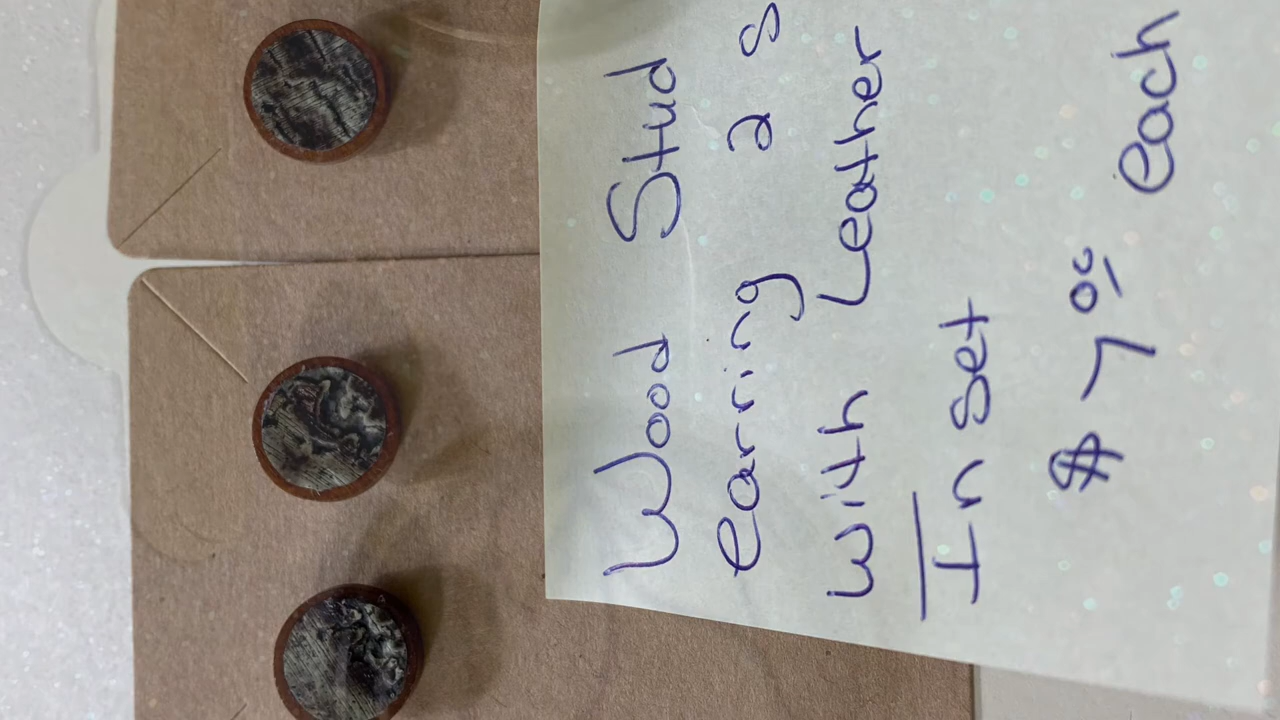 Wood Stud
earring 2 s
with Leather
In set
$ 7 00 each